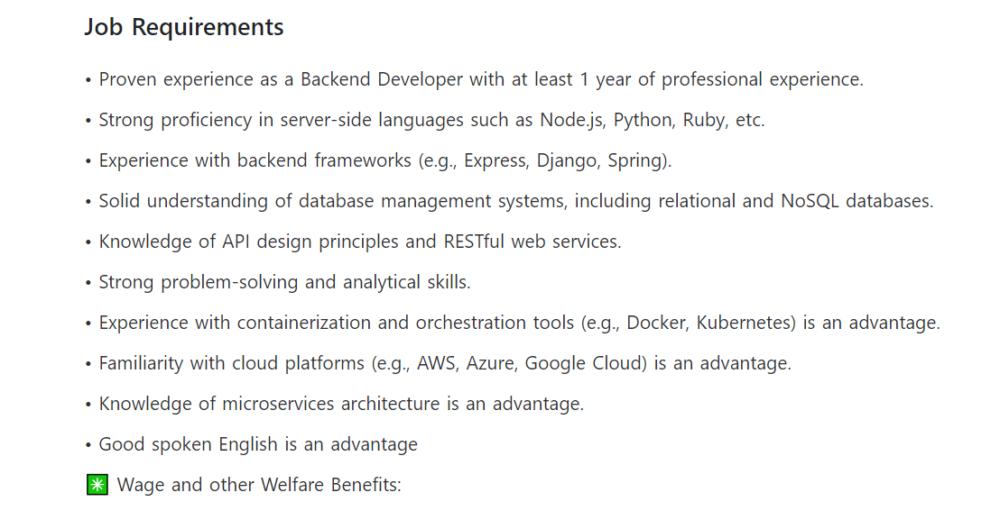 Job Requirements
• Proven experience as a Backend Developer with at least 1 year of professional experience.
• Strong proficiency in server-side languages such as Node.js, Python, Ruby, etc.
• Experience with backend frameworks (e.g., Express, Django, Spring).
• Solid understanding of database management systems, including relational and NoSQL databases.
• Knowledge of API design principles and RESTful web services.
• Strong problem-solving and analytical skills.
• Experience with containerization and orchestration tools (e.g., Docker, Kubernetes) is an advantage.
• Familiarity with cloud platforms (e.g., AWS, Azure, Google Cloud) is an advantage.
• Knowledge of microservices architecture is an advantage.
• Good spoken English is an advantage
✳️ Wage and other Welfare Benefits: